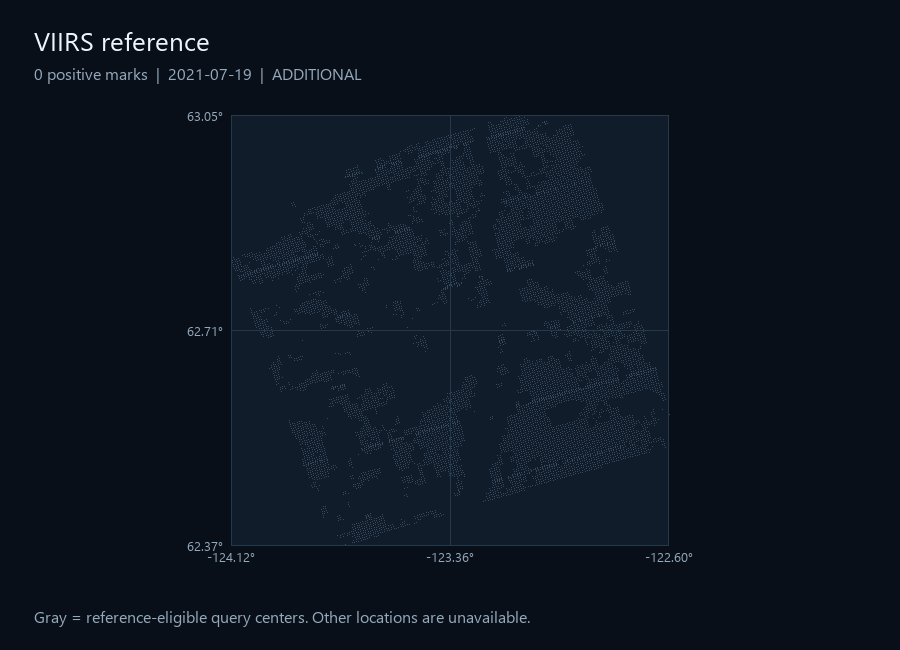 VIIRS reference
0 positive marks | 2021-07-19 | ADDITIONAL
63.05°
62.71°
62.37°
-124.12°
-123.36°
-122.60°
Gray = reference-eligible query centers. Other locations are unavailable.